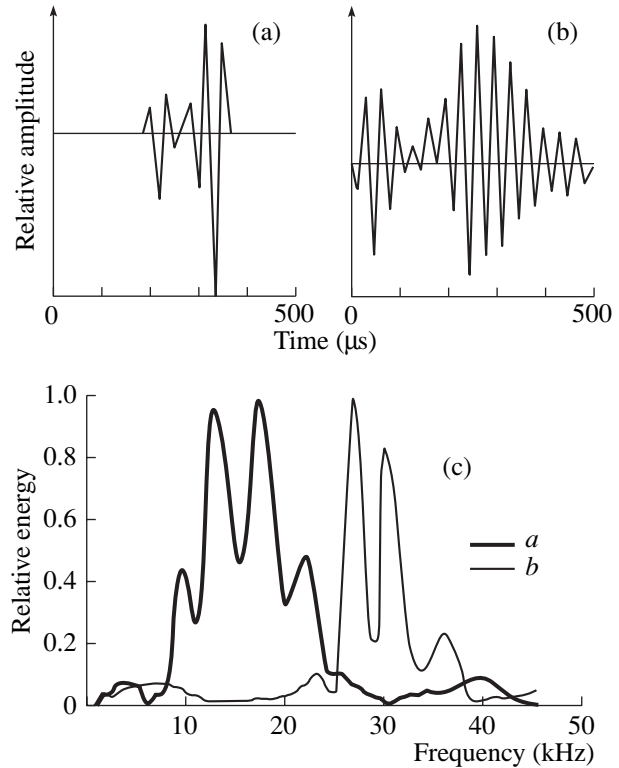 (a)
(b)
Relative amplitude
0
500
0
500
Time (μs)
1.0
0.8
0.6
0.4
0.2
0
(c)
a
b
Relative energy
10
20
30
40
50
Frequency (kHz)